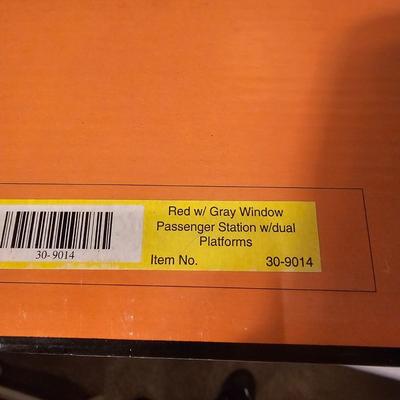 Red w/ Gray Window
Passenger Station w/dual
Platforms
Item No. 30-9014
30-9014